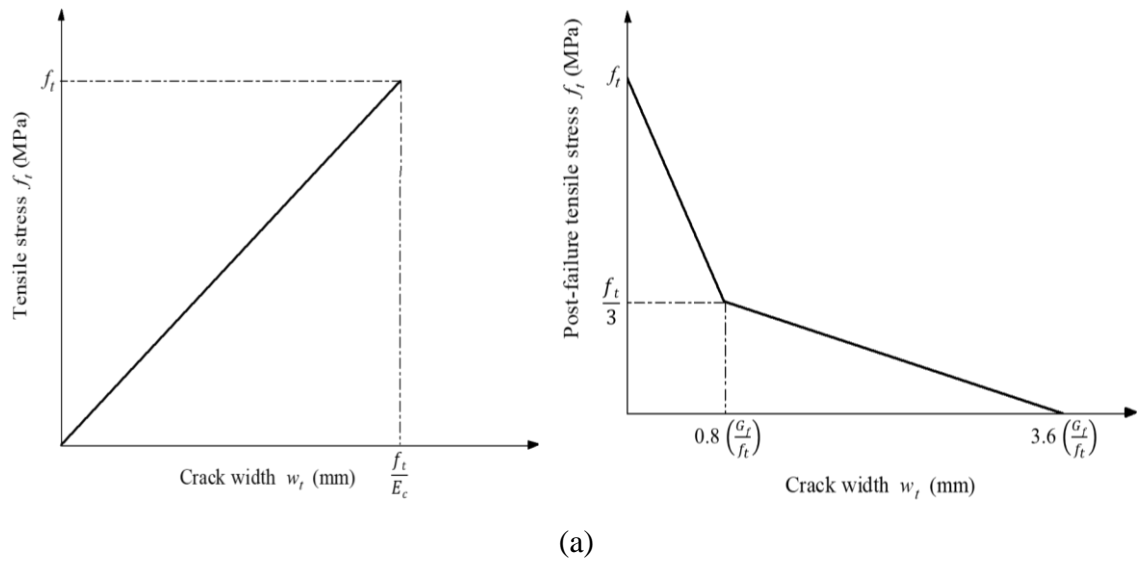 Tensile stress f_t (MPa)
f_t
Crack width w_t (mm)
f_t
E_c
Post-failure tensile stress f_t (MPa)
f_t
f_t
3
0.8 (G_f/f_t)
3.6 (G_f/f_t)
Crack width w_t (mm)
(a)